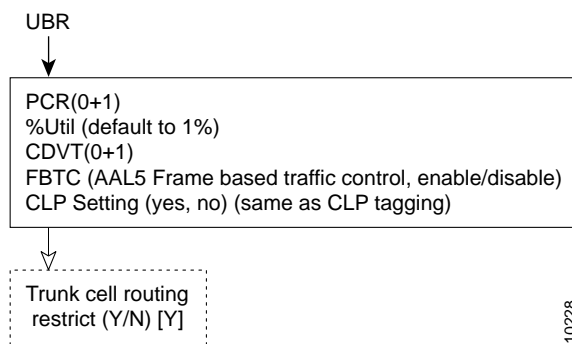 UBR
PCR(0+1)
%Util (default to 1%)
CDVT(0+1)
FBTC (AAL5 Frame based traffic control, enable/disable)
CLP Setting (yes, no) (same as CLP tagging)
Trunk cell routing
restrict (Y/N) [Y]
10228